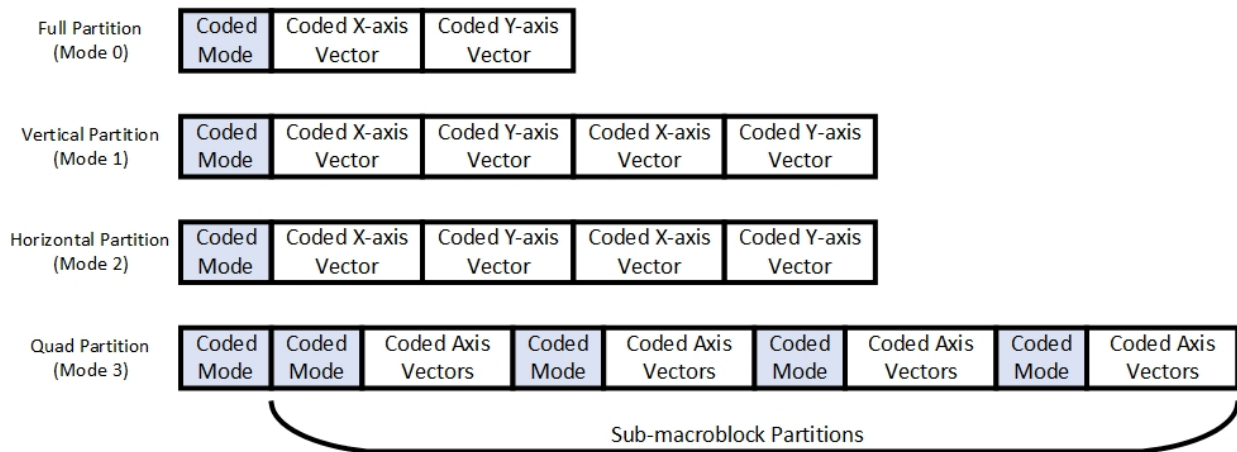 Full Partition
(Mode 0)
Coded Mode
Coded X-axis Vector
Coded Y-axis Vector
Vertical Partition
(Mode 1)
Coded Mode
Coded X-axis Vector
Coded Y-axis Vector
Coded X-axis Vector
Coded Y-axis Vector
Horizontal Partition
(Mode 2)
Coded Mode
Coded X-axis Vector
Coded Y-axis Vector
Coded X-axis Vector
Coded Y-axis Vector
Quad Partition
(Mode 3)
Coded Mode
Coded Mode
Coded Axis Vectors
Coded Mode
Coded Axis Vectors
Coded Mode
Coded Axis Vectors
Coded Mode
Coded Axis Vectors
Sub-macroblock Partitions